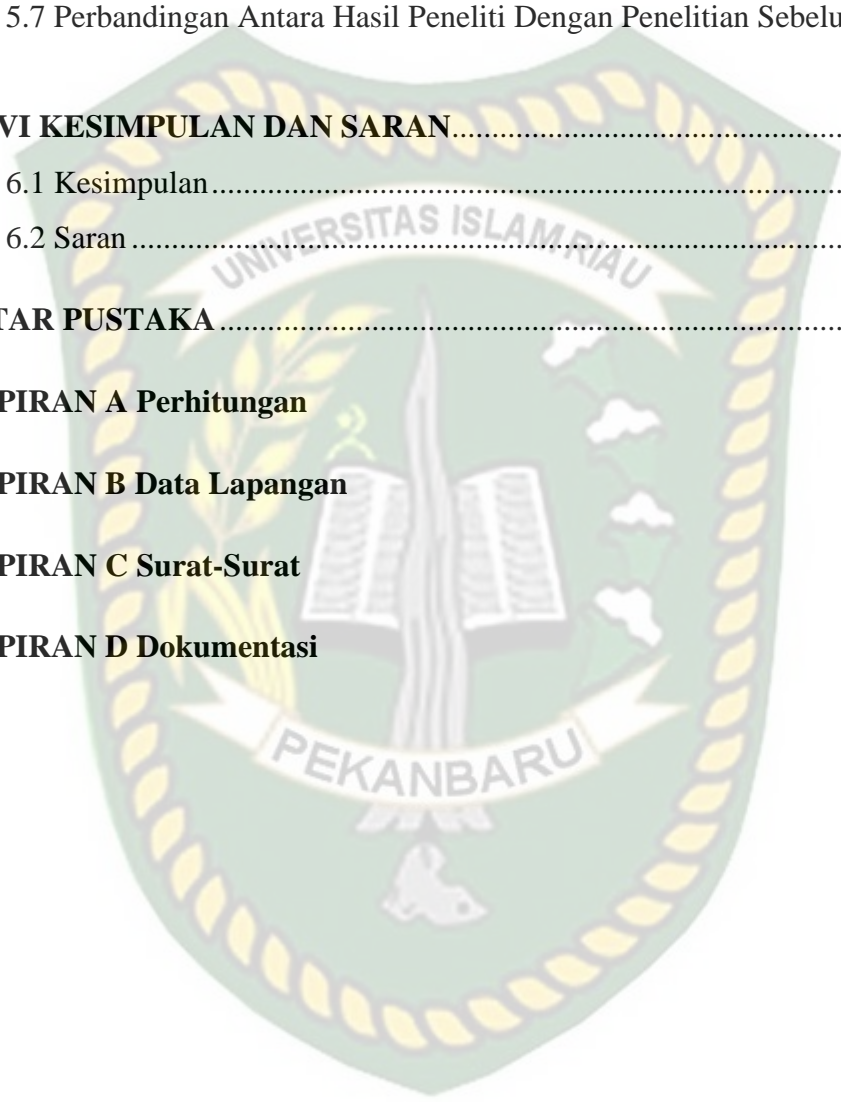 5.7 Perbandingan Antara Hasil Peneliti Dengan Penelitian Sebelu
VI KESIMPULAN DAN SARAN
6.1 Kesimpulan
6.2 Saran
UNIVERSITAS ISLAM RIAU
TAR PUSTAKA
PIRAN A Perhitungan
PIRAN B Data Lapangan
PIRAN C Surat-Surat
PIRAN D Dokumentasi
PEKANBARU